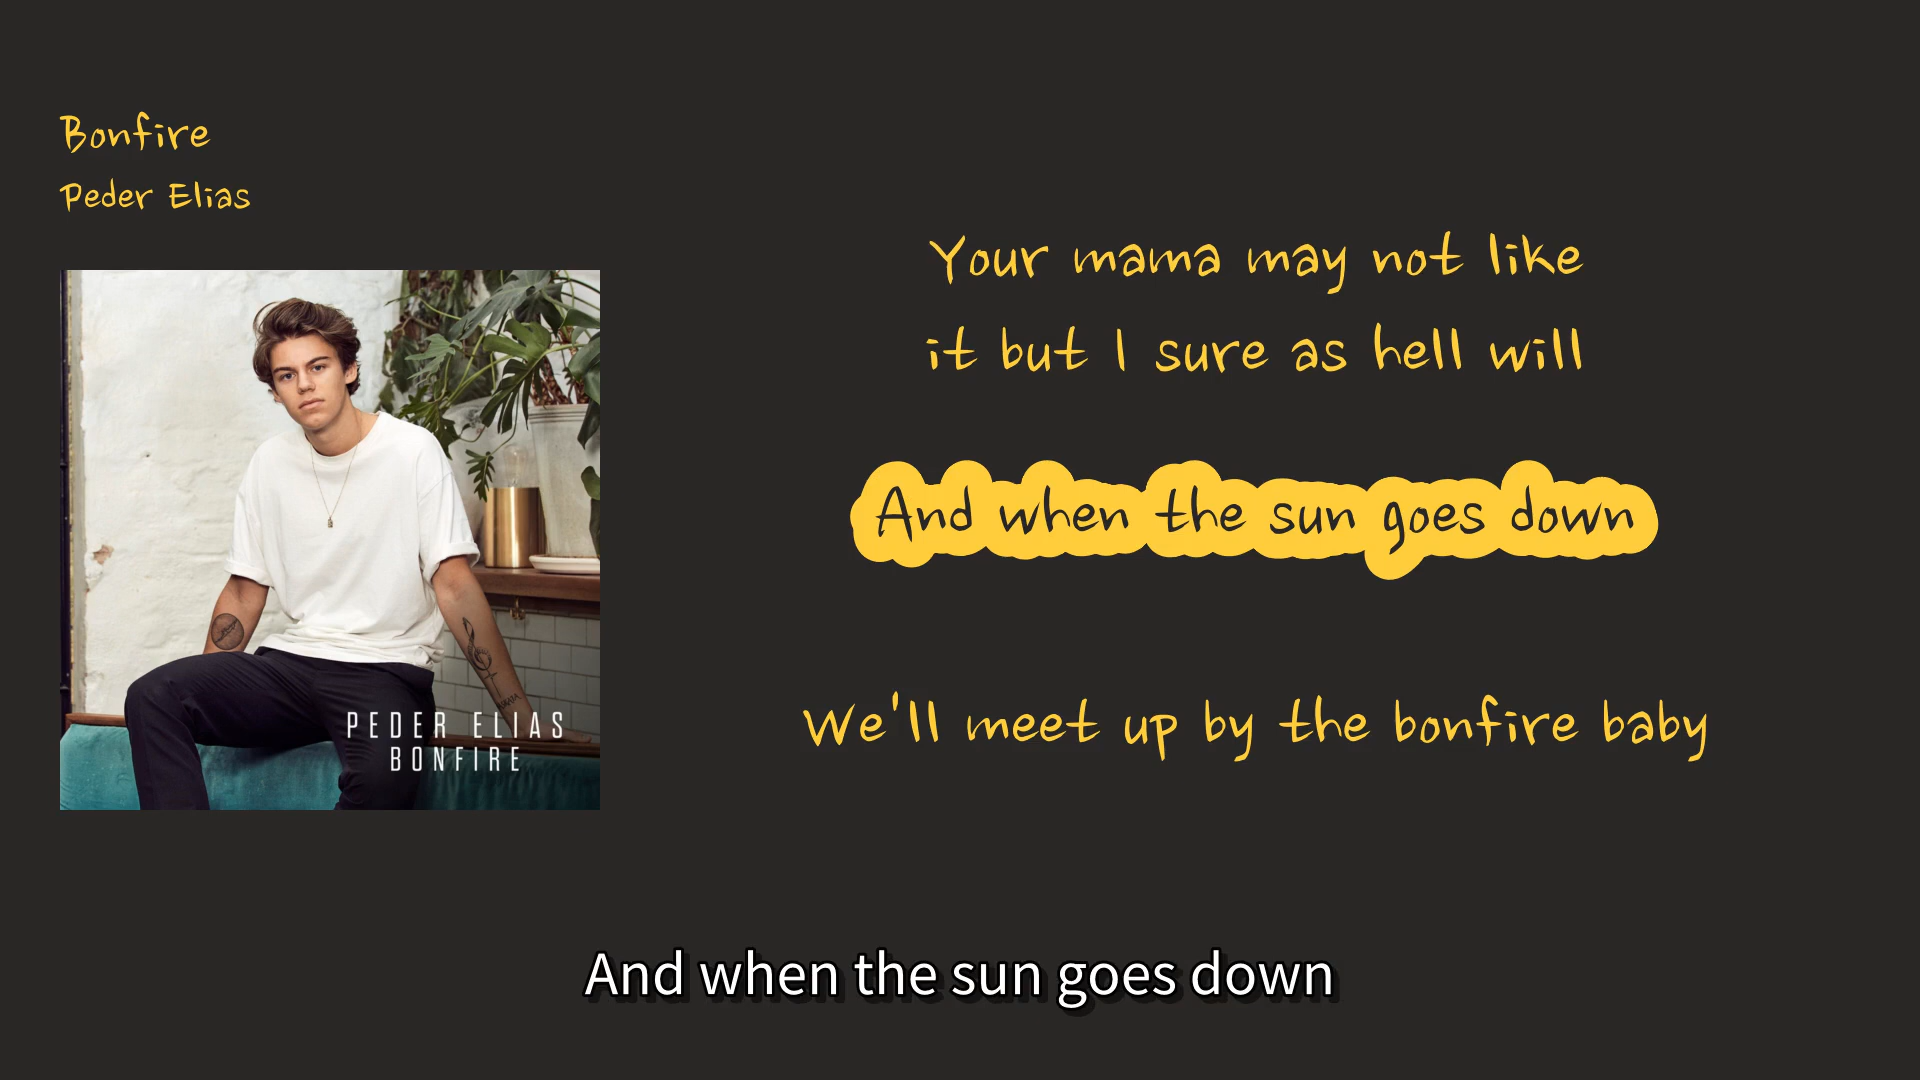 Bonfire
Peder Elias
PEDER ELIAS
BONFIRE
Your mama may not like
it but I sure as hell will
And when the sun goes down
We'll meet up by the bonfire baby
And when the sun goes down